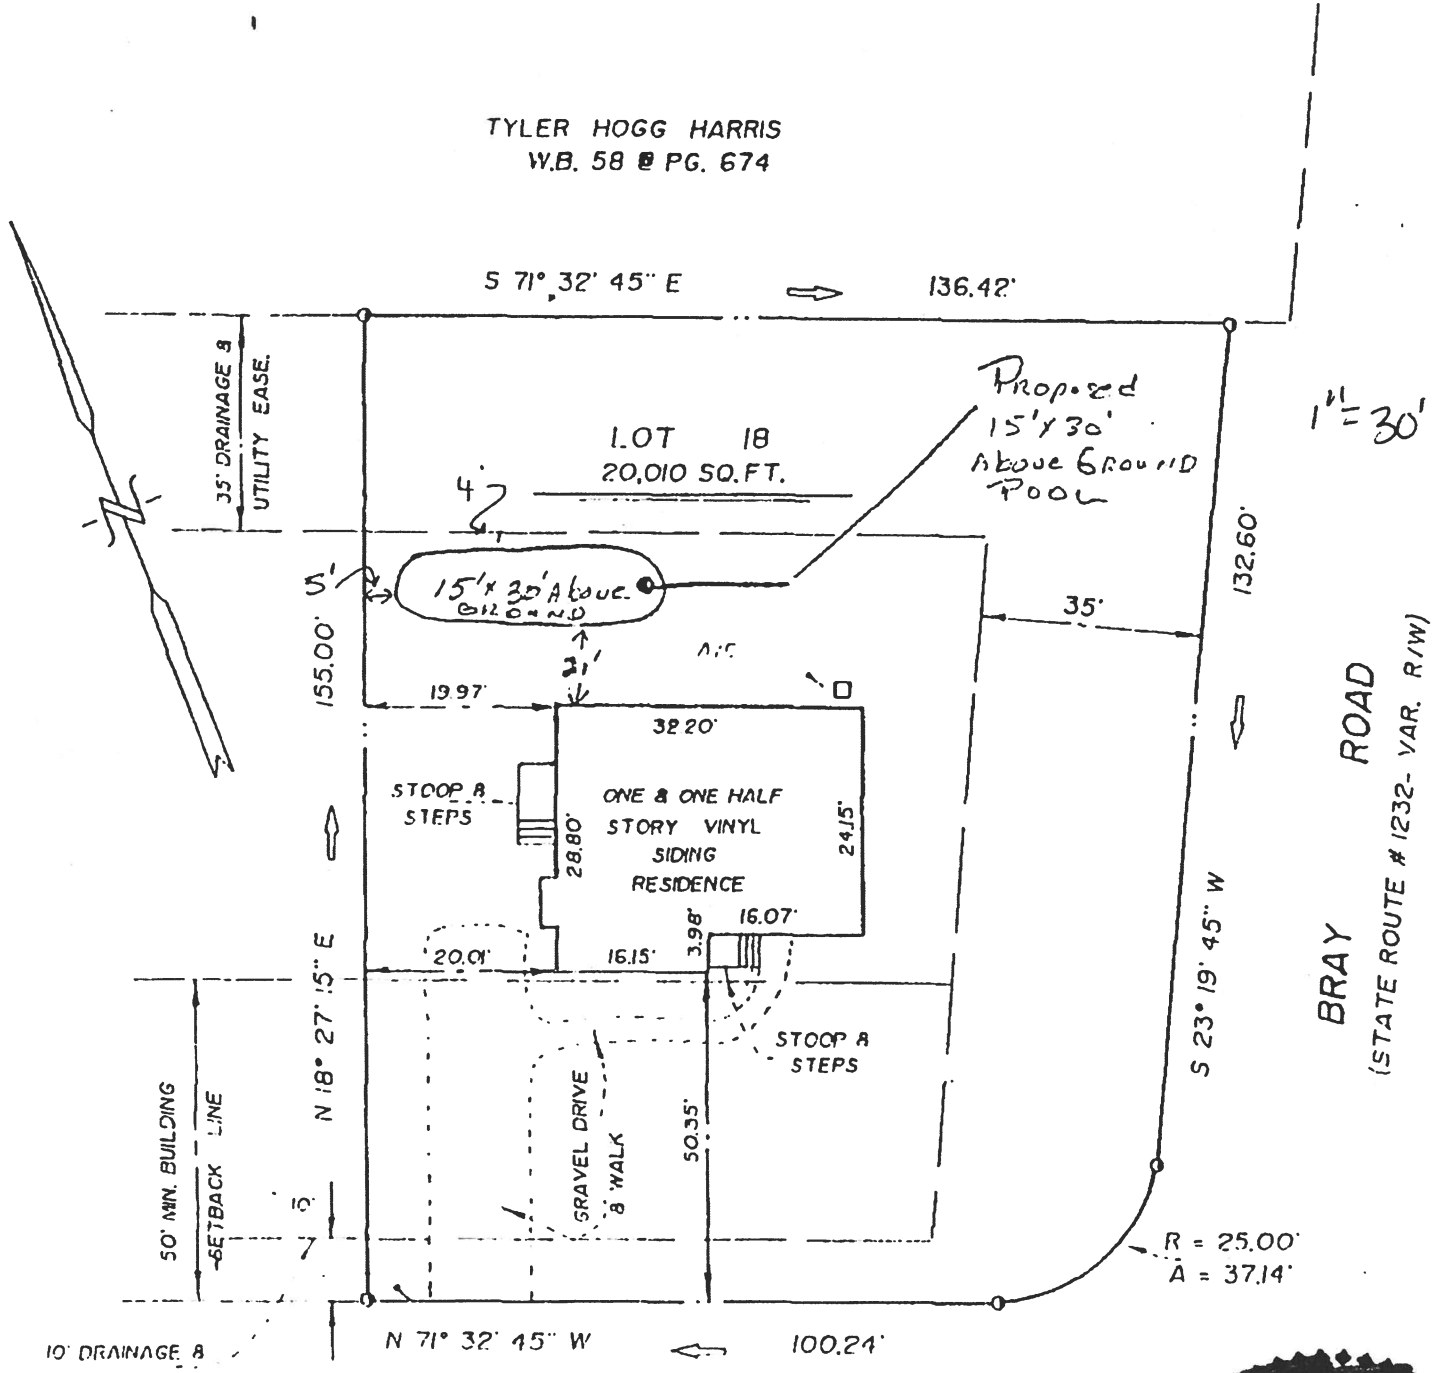 TYLER HOGG HARRIS
W.B. 58 @ PG. 674
S 71° 32' 45" E
136.42'
35' DRAINAGE &
UTILITY EASE.
LOT 18
20,010 SQ.FT.
Proposed
15' x 30'
Above Ground
Pool
1" = 30'
4'
5'
15' x 30' Above
GROUND
21'
A/C
35'
132.60'
155.00'
19.97'
32.20'
STOOP &
STEPS
ONE & ONE HALF
STORY VINYL
SIDING
RESIDENCE
28.80'
24.15'
3.98'
16.07'
20.01'
16.15'
N 18° 27' 15" E
S 23° 19' 45" W
BRAY ROAD
(STATE ROUTE # 1232- VAR. R/W)
STOOP &
STEPS
50' MIN. BUILDING
SETBACK LINE
GRAVEL DRIVE
& WALK
50.35'
10'
R = 25.00'
A = 37.14'
N 71° 32' 45" W
100.24'
10' DRAINAGE &